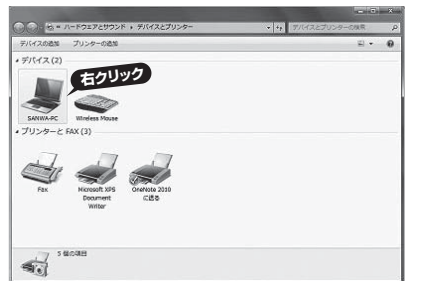 ハードウェアとサウンド ▸ デバイスとプリンター
デバイスとプリンターの検索
デバイスの追加 プリンターの追加
デバイス (2)
右クリック
SANWA-PC
Wireless Mouse
プリンターと FAX (3)
Fax
Microsoft XPS
Document
Writer
OneNote 2010
に送る
5 個の項目